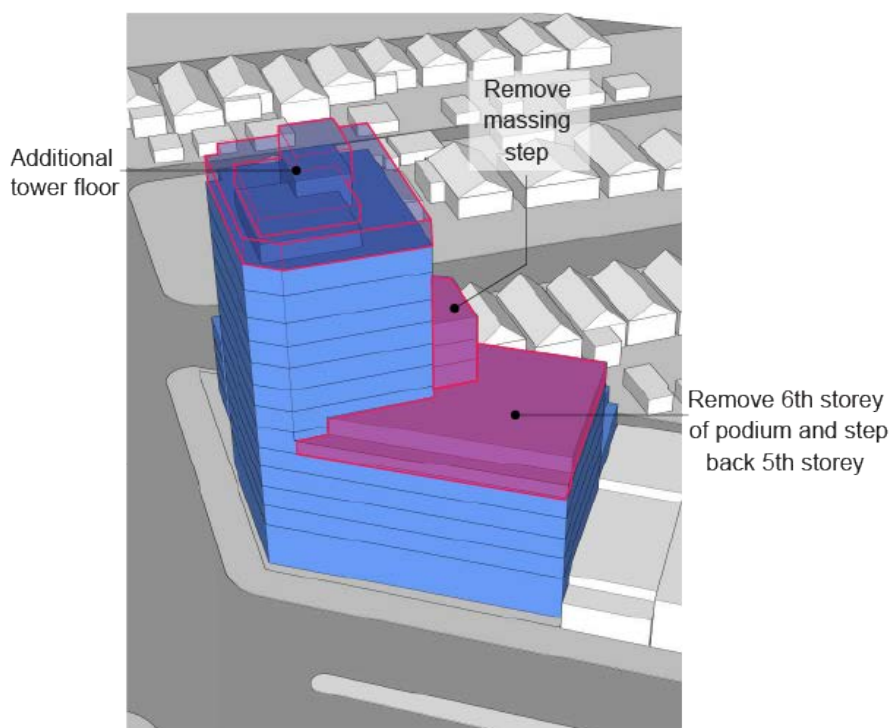 Remove
massing
step
Additional
tower floor
Remove 6th storey
of podium and step
back 5th storey